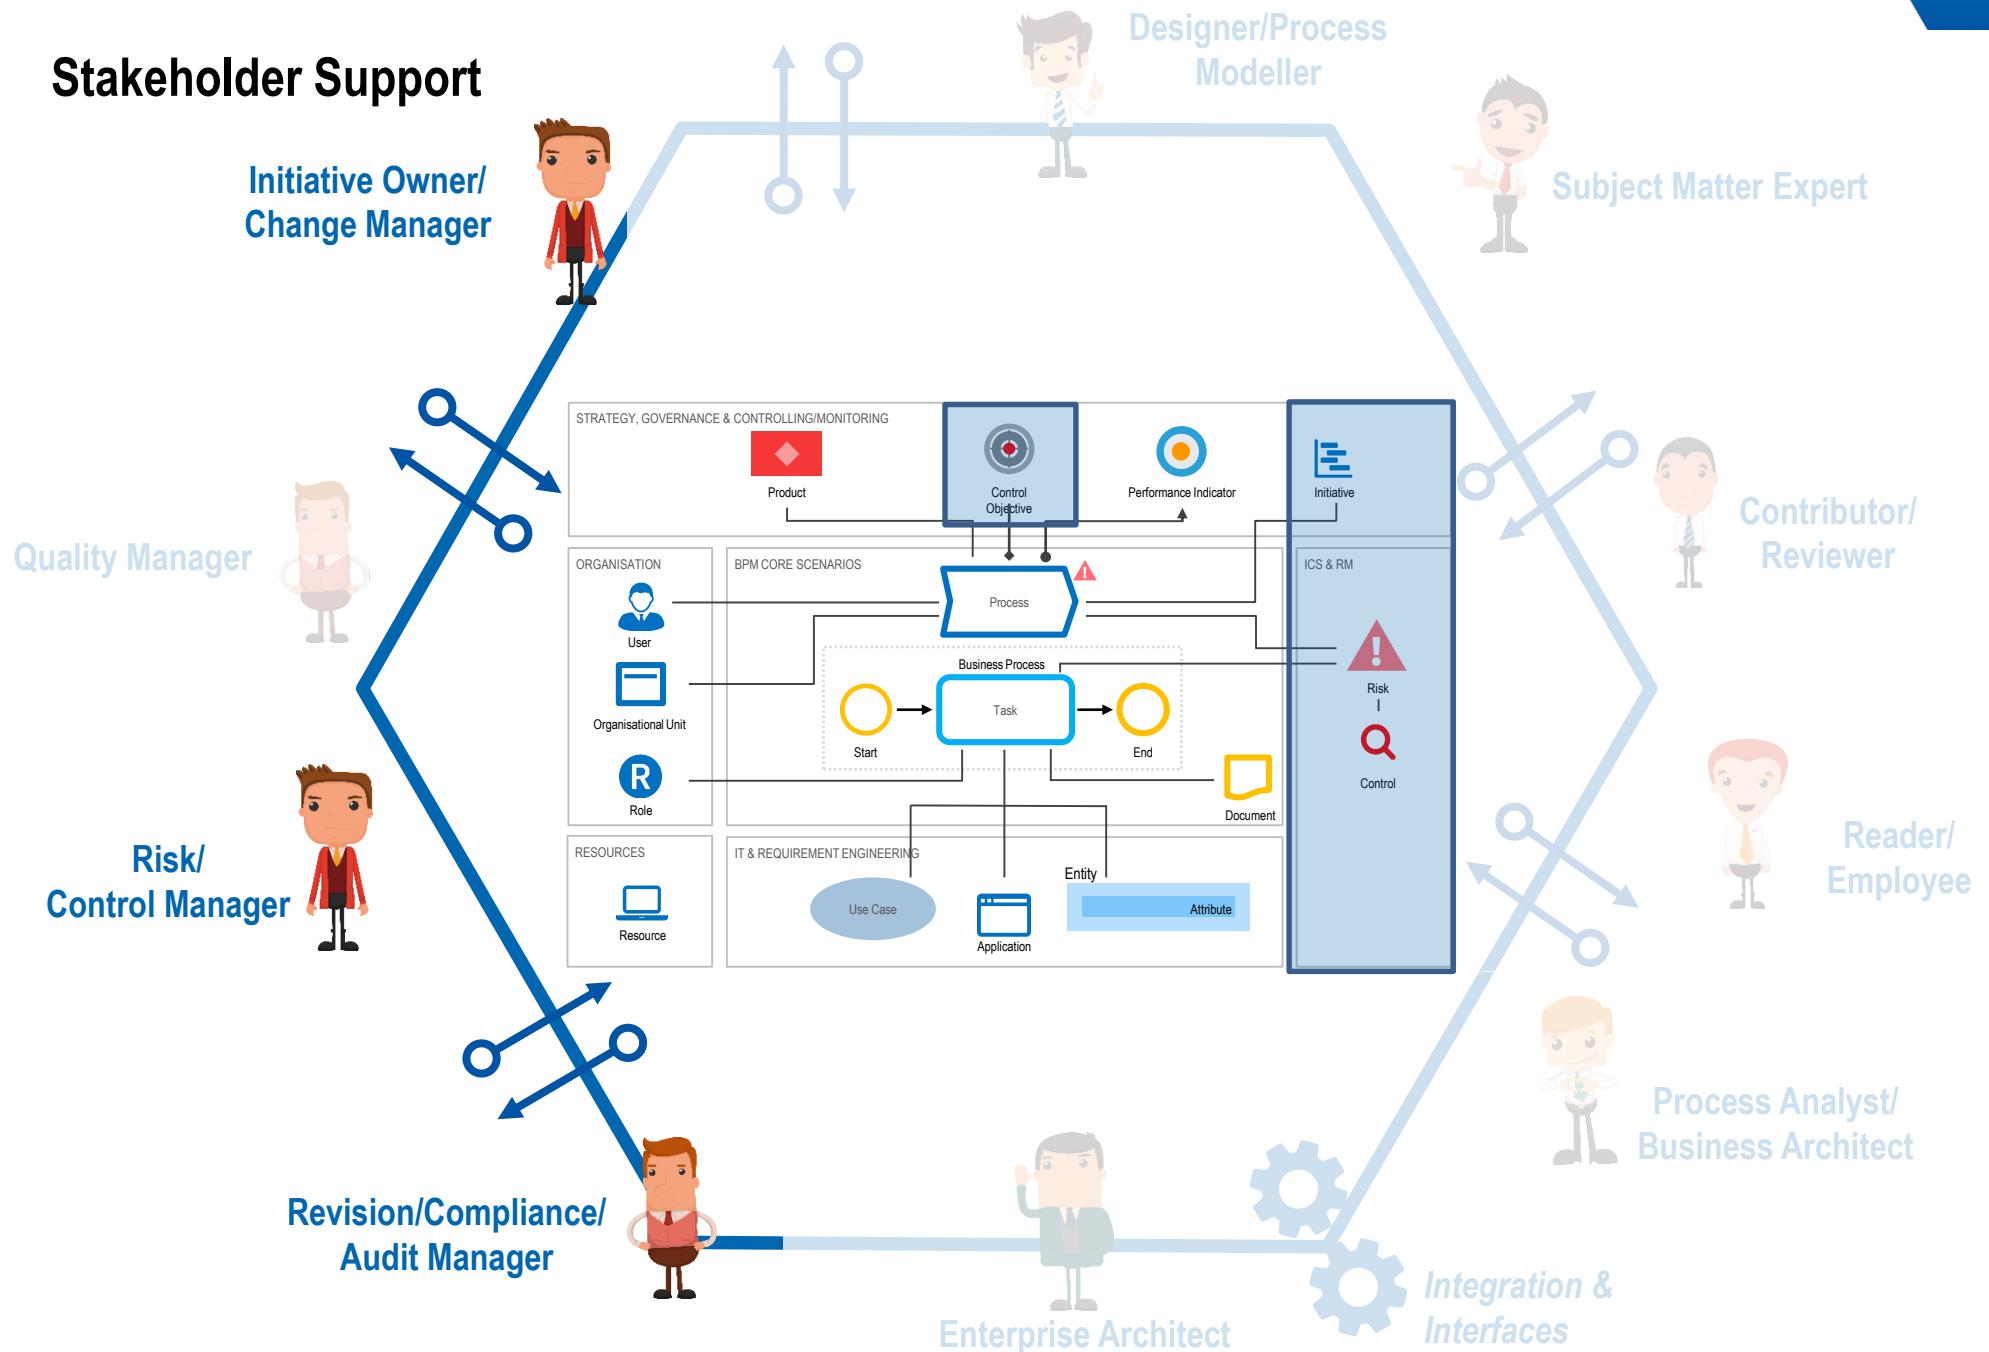 Stakeholder Support
Designer/Process
Modeller
Initiative Owner/
Change Manager
Subject Matter Expert
Quality Manager
Contributor/
Reviewer
Risk/
Control Manager
Reader/
Employee
Revision/Compliance/
Audit Manager
Process Analyst/
Business Architect
Enterprise Architect
Integration &
Interfaces
STRATEGY, GOVERNANCE & CONTROLLING/MONITORING
Product
Control
Objective
Performance Indicator
Initiative
ORGANISATION
User
Organisational Unit
R
Role
BPM CORE SCENARIOS
Process
Business Process
Start
Task
End
Document
ICS & RM
Risk
Control
RESOURCES
Resource
IT & REQUIREMENT ENGINEERING
Use Case
Application
Entity
Attribute